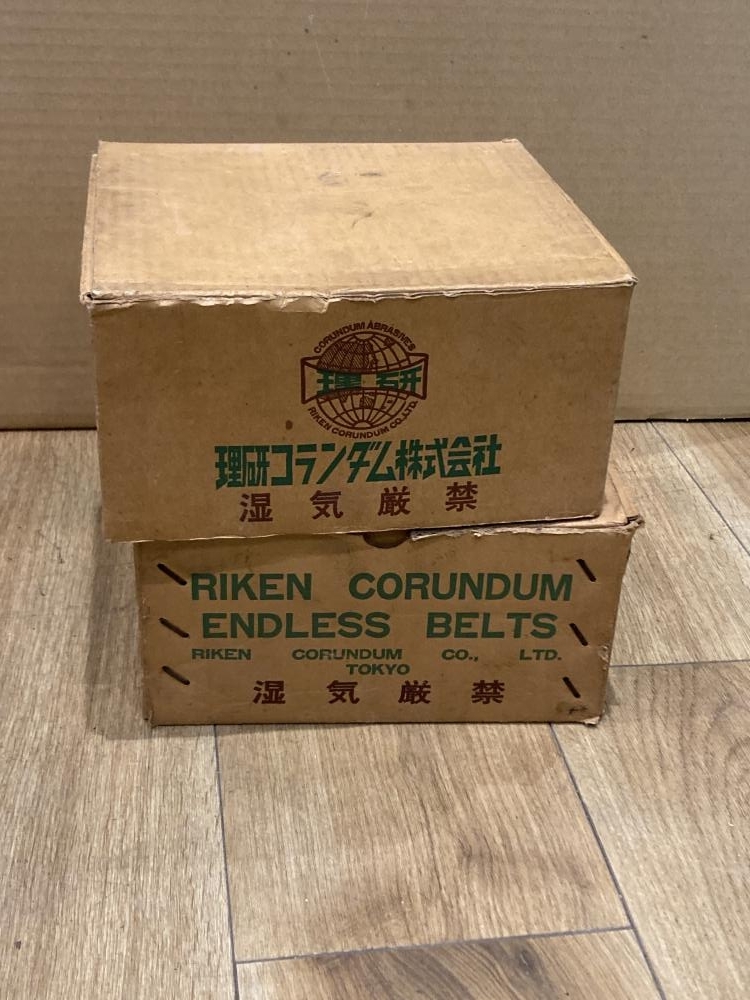 CORUNDUM ABRASIVES
理研
RIKEN CORUNDUM CO.,LTD.
理研コランダム株式会社
湿気厳禁
RIKEN CORUNDUM
ENDLESS BELTS
RIKEN CORUNDUM CO., LTD.
TOKYO
湿気厳禁